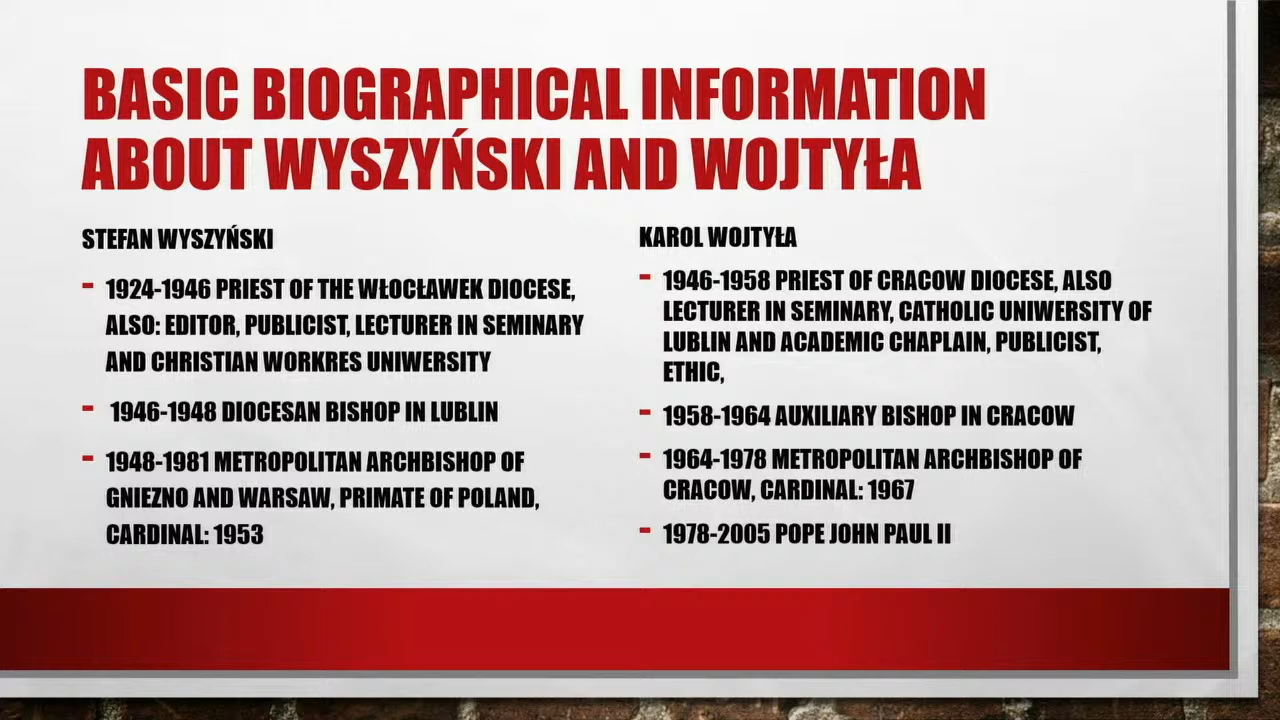 BASIC BIOGRAPHICAL INFORMATION
ABOUT WYSZYŃSKI AND WOJTYŁA
STEFAN WYSZYŃSKI
- 1924-1946 PRIEST OF THE WŁOCŁAWEK DIOCESE,
ALSO: EDITOR, PUBLICIST, LECTURER IN SEMINARY
AND CHRISTIAN WORKRES UNIWERSITY
- 1946-1948 DIOCESAN BISHOP IN LUBLIN
- 1948-1981 METROPOLITAN ARCHBISHOP OF
GNIEZNO AND WARSAW, PRIMATE OF POLAND,
CARDINAL: 1953
KAROL WOJTYŁA
- 1946-1958 PRIEST OF CRACOW DIOCESE, ALSO
LECTURER IN SEMINARY, CATHOLIC UNIWERSITY OF
LUBLIN AND ACADEMIC CHAPLAIN, PUBLICIST,
ETHIC,
- 1958-1964 AUXILIARY BISHOP IN CRACOW
- 1964-1978 METROPOLITAN ARCHBISHOP OF
CRACOW, CARDINAL: 1967
- 1978-2005 POPE JOHN PAUL II